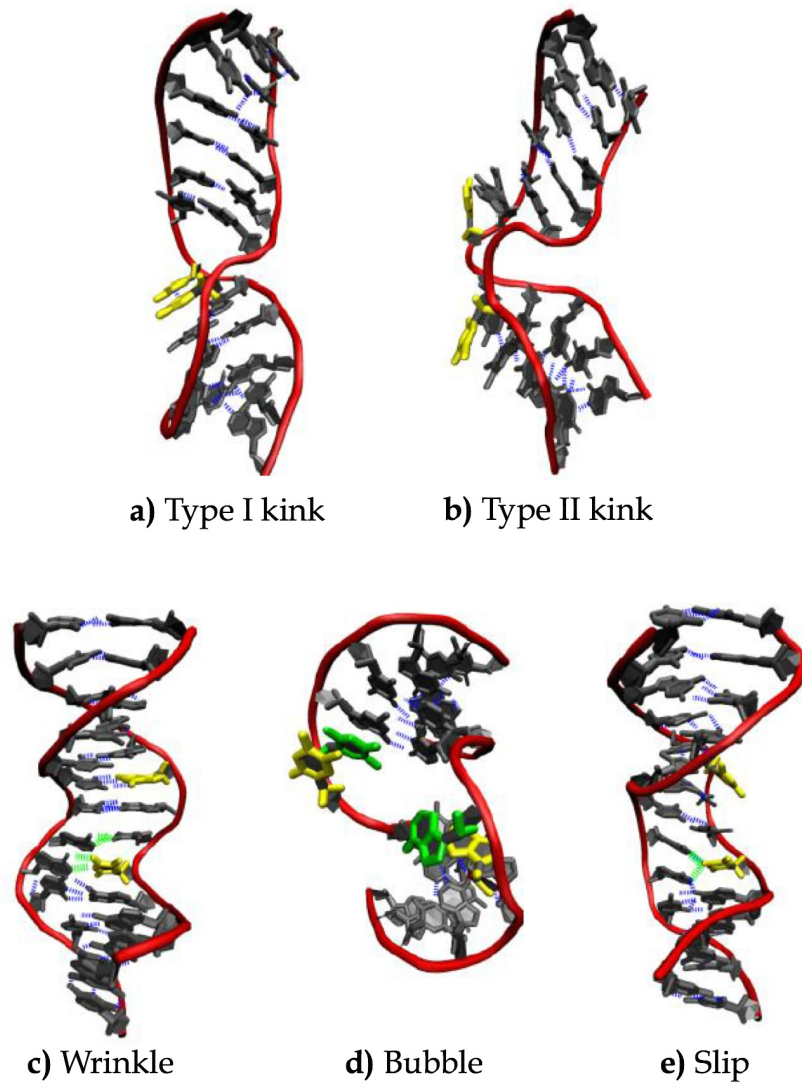 a) Type I kink
b) Type II kink
c) Wrinkle
d) Bubble
e) Slip